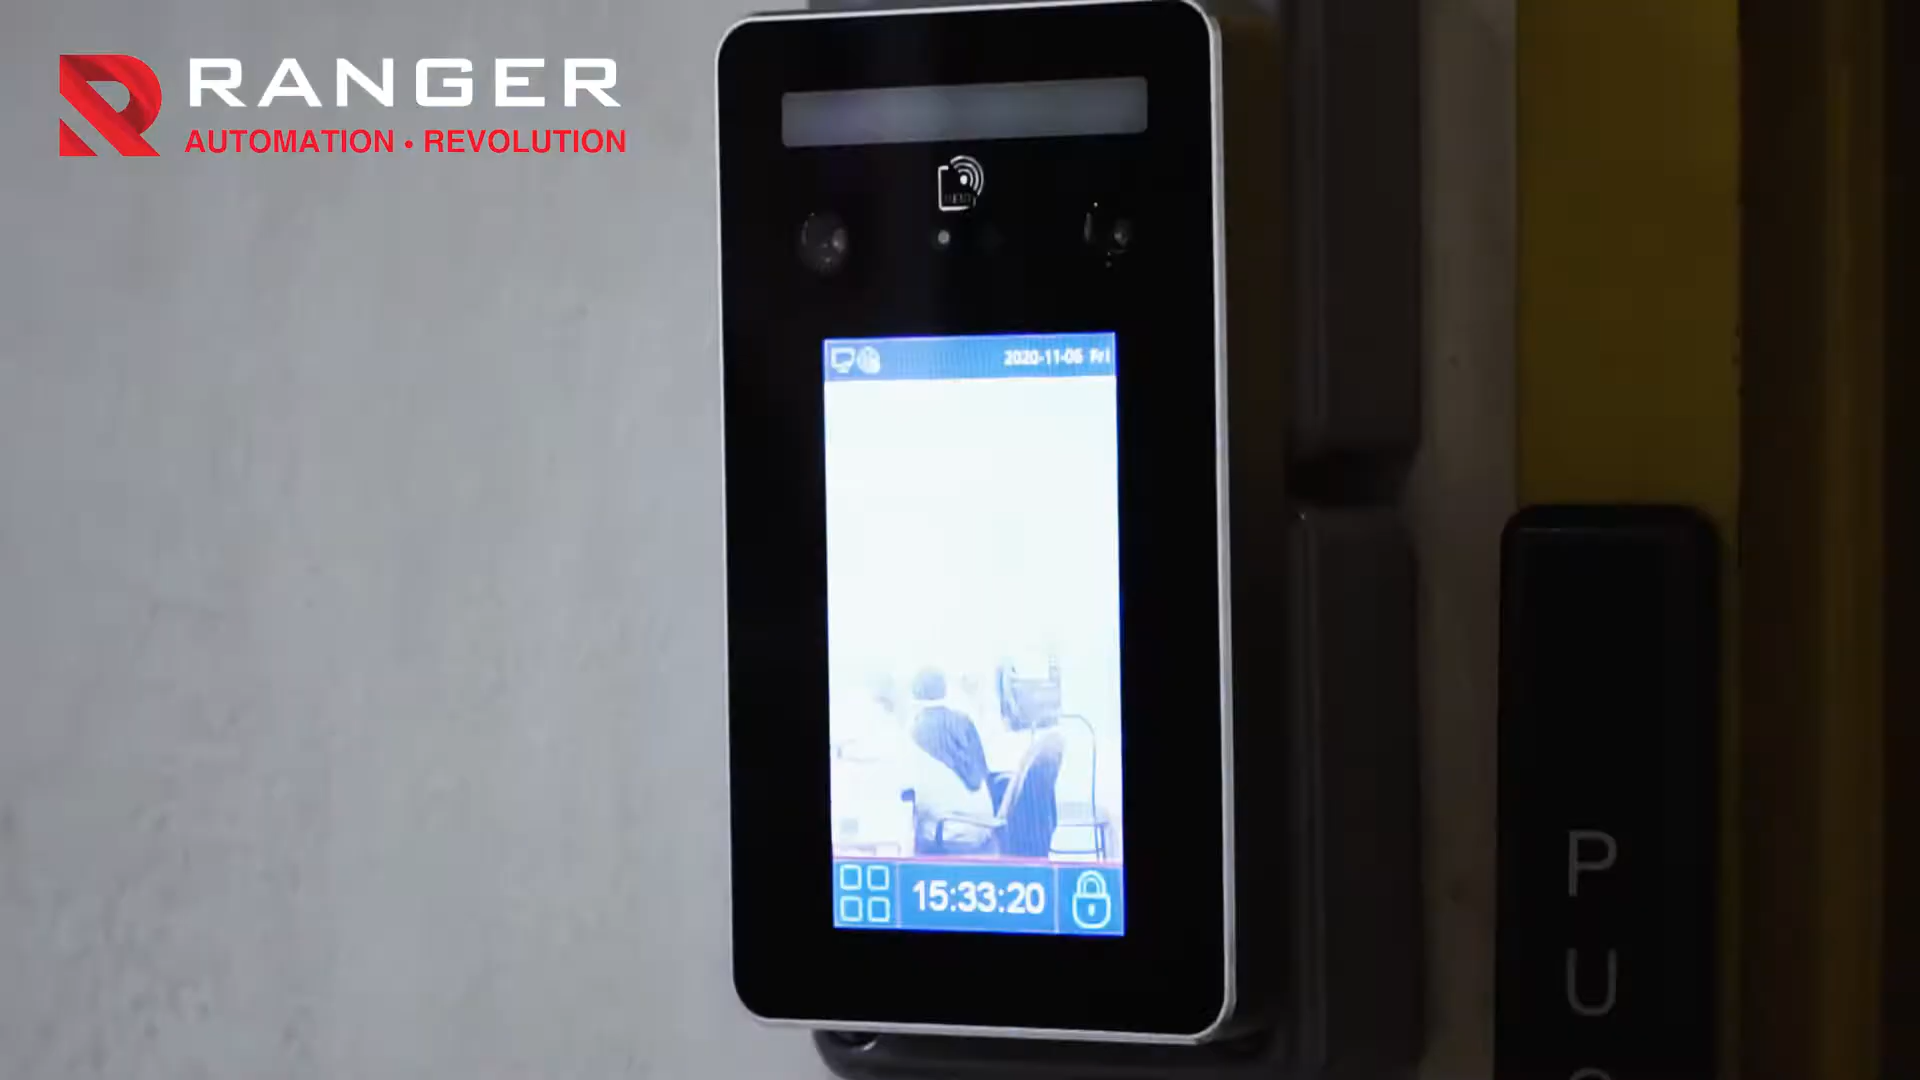 RANGER
AUTOMATION • REVOLUTION
2020-11-06 Fri
15:33:20
PU